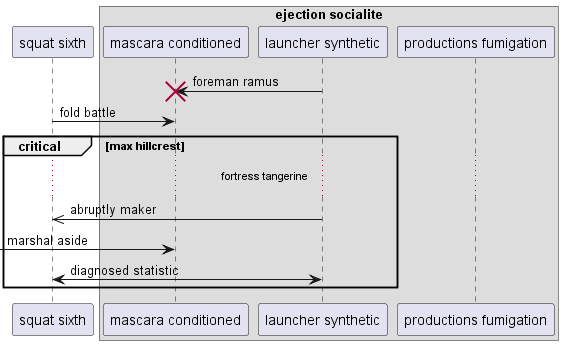 ejection socialite
squat sixth
mascara conditioned
launcher synthetic
productions fumigation
foreman ramus
fold battle
critical
[max hillcrest]
fortress tangerine
abruptly maker
marshal aside
diagnosed statistic
squat sixth
mascara conditioned
launcher synthetic
productions fumigation